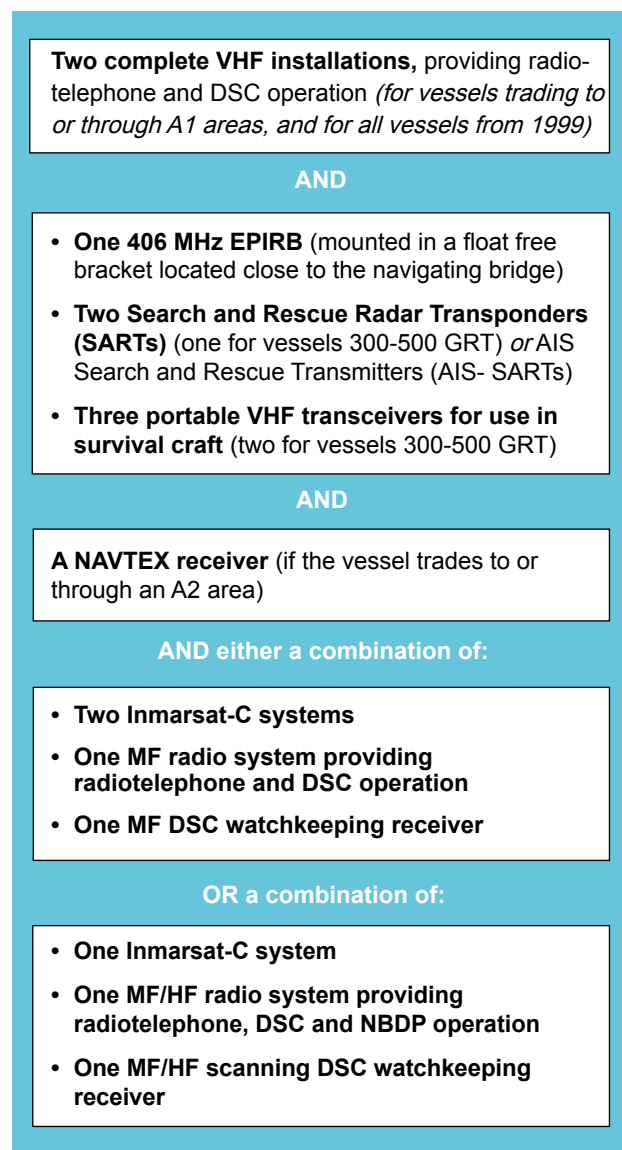 Two complete VHF installations, providing radio-
telephone and DSC operation (for vessels trading to
or through A1 areas, and for all vessels from 1999)
AND
• One 406 MHz EPIRB (mounted in a float free
bracket located close to the navigating bridge)
• Two Search and Rescue Radar Transponders
(SARTs) (one for vessels 300-500 GRT) or AIS
Search and Rescue Transmitters (AIS- SARTs)
• Three portable VHF transceivers for use in
survival craft (two for vessels 300-500 GRT)
AND
A NAVTEX receiver (if the vessel trades to or
through an A2 area)
AND either a combination of:
• Two Inmarsat-C systems
• One MF radio system providing
radiotelephone and DSC operation
• One MF DSC watchkeeping receiver
OR a combination of:
• One Inmarsat-C system
• One MF/HF radio system providing
radiotelephone, DSC and NBDP operation
• One MF/HF scanning DSC watchkeeping
receiver